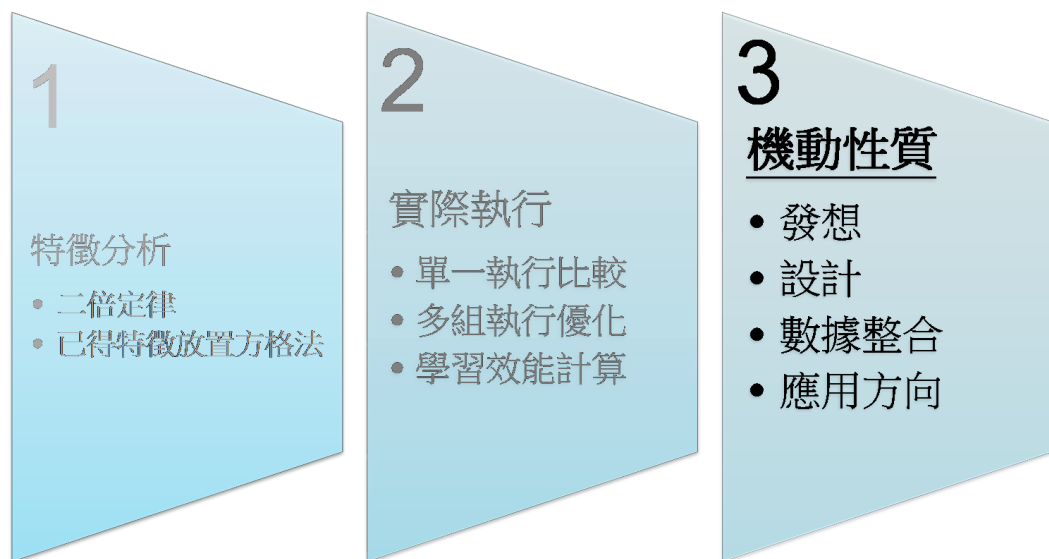 1
特徵分析
• 二倍定律
• 已得特徵放置方格法
2
實際執行
• 單一執行比較
• 多組執行優化
• 學習效能計算
3
機動性質
• 發想
• 設計
• 數據整合
• 應用方向